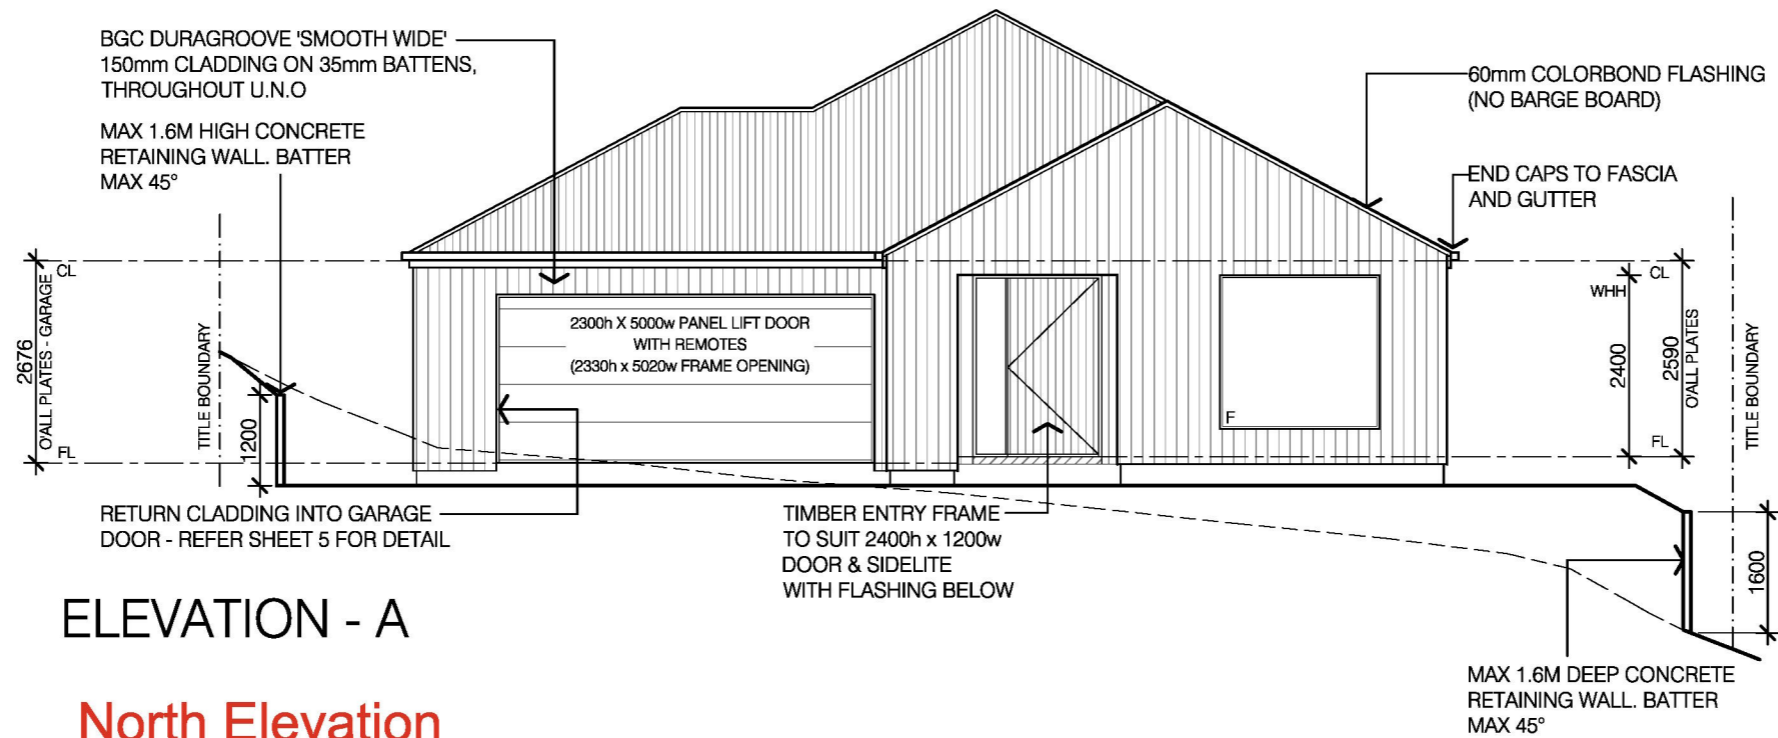 BGC DURAGROOVE 'SMOOTH WIDE'
150mm CLADDING ON 35mm BATTENS,
THROUGHOUT U.N.O
MAX 1.6M HIGH CONCRETE
RETAINING WALL. BATTER
MAX 45°
60mm COLORBOND FLASHING
(NO BARGE BOARD)
END CAPS TO FASCIA
AND GUTTER
CL
2676
O'ALL PLATES - GARAGE
FL
TITLE BOUNDARY
1200
2300h X 5000w PANEL LIFT DOOR
WITH REMOTES
(2330h x 5020w FRAME OPENING)
F
WHH
CL
2400
2590
O'ALL PLATES
FL
TITLE BOUNDARY
1600
RETURN CLADDING INTO GARAGE
DOOR - REFER SHEET 5 FOR DETAIL
TIMBER ENTRY FRAME
TO SUIT 2400h x 1200w
DOOR & SIDELITE
WITH FLASHING BELOW
MAX 1.6M DEEP CONCRETE
RETAINING WALL. BATTER
MAX 45°
ELEVATION - A
North Elevation